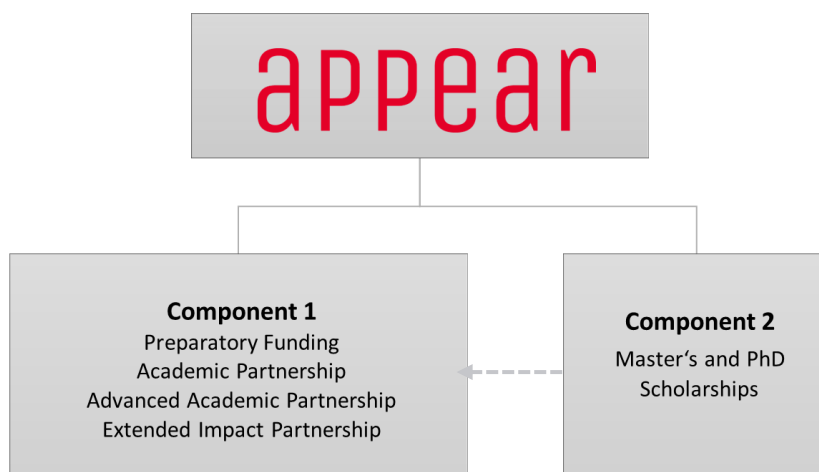 appear
Component 1
Preparatory Funding
Academic Partnership
Advanced Academic Partnership
Extended Impact Partnership
Component 2
Master‘s and PhD
Scholarships